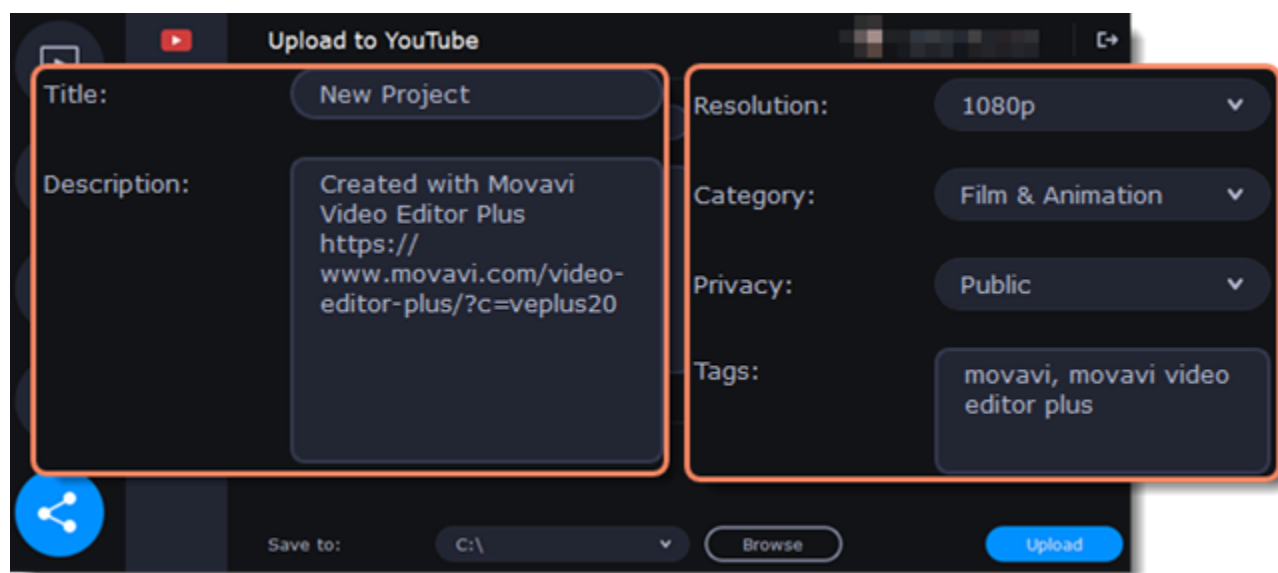 Upload to YouTube
Title:
New Project
Description:
Created with Movavi
Video Editor Plus
https://
www.movavi.com/video-
editor-plus/?c=veplus20
Resolution:
1080p
Category:
Film & Animation
Privacy:
Public
Tags:
movavi, movavi video
editor plus
Save to:
C:\
Browse
Upload